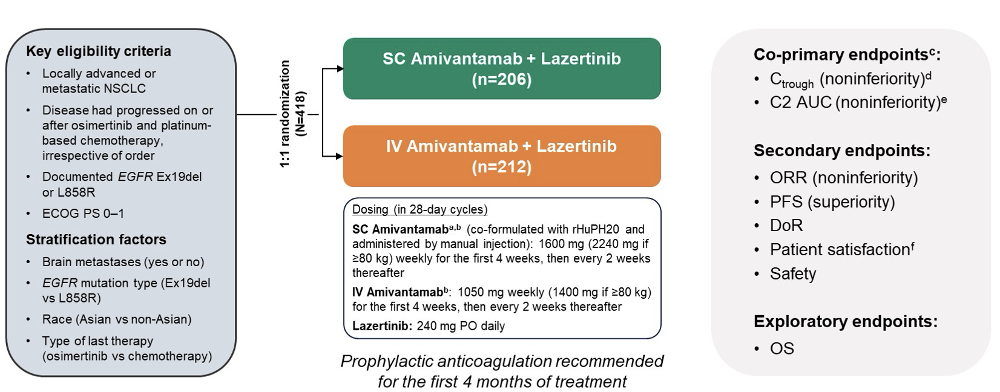 Key eligibility criteria
• Locally advanced or
metastatic NSCLC
• Disease had progressed on or
after osimertinib and platinum-
based chemotherapy,
irrespective of order
• Documented EGFR Ex19del
or L858R
• ECOG PS 0–1
Stratification factors
• Brain metastases (yes or no)
• EGFR mutation type (Ex19del
vs L858R)
• Race (Asian vs non-Asian)
• Type of last therapy
(osimertinib vs chemotherapy)
1:1 randomization
(N=418)
SC Amivantamab + Lazertinib
(n=206)
IV Amivantamab + Lazertinib
(n=212)
Dosing (in 28-day cycles)
SC Amivantamabᵃ,ᵇ (co-formulated with rHuPH20 and
administered by manual injection): 1600 mg (2240 mg if
≥80 kg) weekly for the first 4 weeks, then every 2 weeks
thereafter
IV Amivantamabᵇ: 1050 mg weekly (1400 mg if ≥80 kg)
for the first 4 weeks, then every 2 weeks thereafter
Lazertinib: 240 mg PO daily
Prophylactic anticoagulation recommended
for the first 4 months of treatment
Co-primary endpointsᶜ:
• Ctrough (noninferiority)ᵈ
• C2 AUC (noninferiority)ᵉ
Secondary endpoints:
• ORR (noninferiority)
• PFS (superiority)
• DoR
• Patient satisfactionᶠ
• Safety
Exploratory endpoints:
• OS